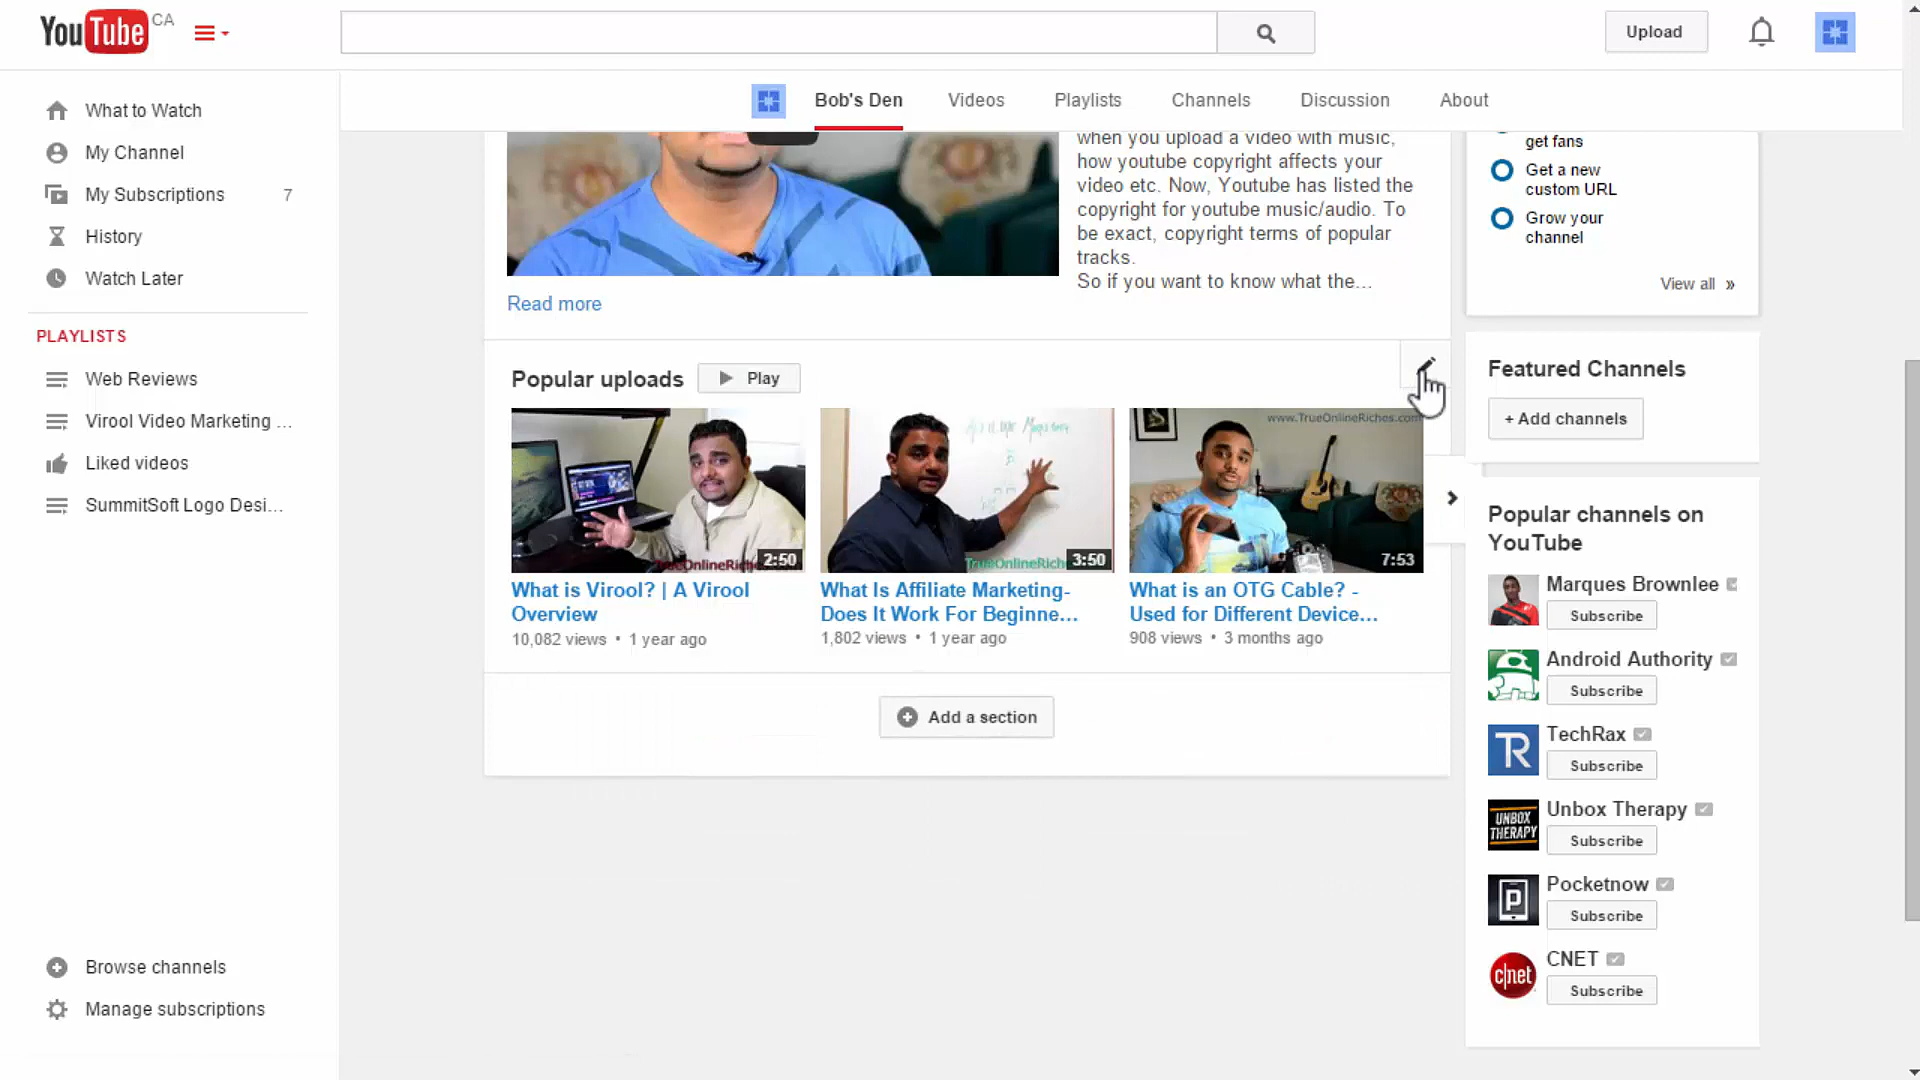 YouTube CA
Upload
Bob's Den Videos Playlists Channels Discussion About
What to Watch
My Channel
My Subscriptions 7
History
Watch Later
PLAYLISTS
Web Reviews
Virool Video Marketing ...
Liked videos
SummitSoft Logo Desi...
Browse channels
Manage subscriptions
when you upload a video with music,
how youtube copyright affects your
video etc. Now, Youtube has listed the
copyright for youtube music/audio. To
be exact, copyright terms of popular
tracks.
So if you want to know what the...
Read more
Popular uploads Play
2:50
What is Virool? | A Virool
Overview
10,082 views • 1 year ago
3:50
What Is Affiliate Marketing-
Does It Work For Beginne...
1,802 views • 1 year ago
www.TrueOnlineRiches.com
7:53
What is an OTG Cable? -
Used for Different Device...
908 views • 3 months ago
Add a section
get fans
Get a new
custom URL
Grow your
channel
View all »
Featured Channels
+ Add channels
Popular channels on
YouTube
Marques Brownlee
Subscribe
Android Authority
Subscribe
TR
TechRax
Subscribe
UNBOX
THERAPY
Unbox Therapy
Subscribe
P
Pocketnow
Subscribe
c|net
CNET
Subscribe